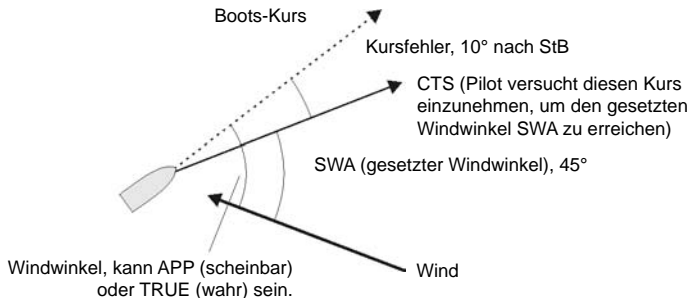 Boots-Kurs
Kursfehler, 10° nach StB
CTS (Pilot versucht diesen Kurs
einzunehmen, um den gesetzten
Windwinkel SWA zu erreichen)
SWA (gesetzter Windwinkel), 45°
Windwinkel, kann APP (scheinbar)
oder TRUE (wahr) sein.
Wind